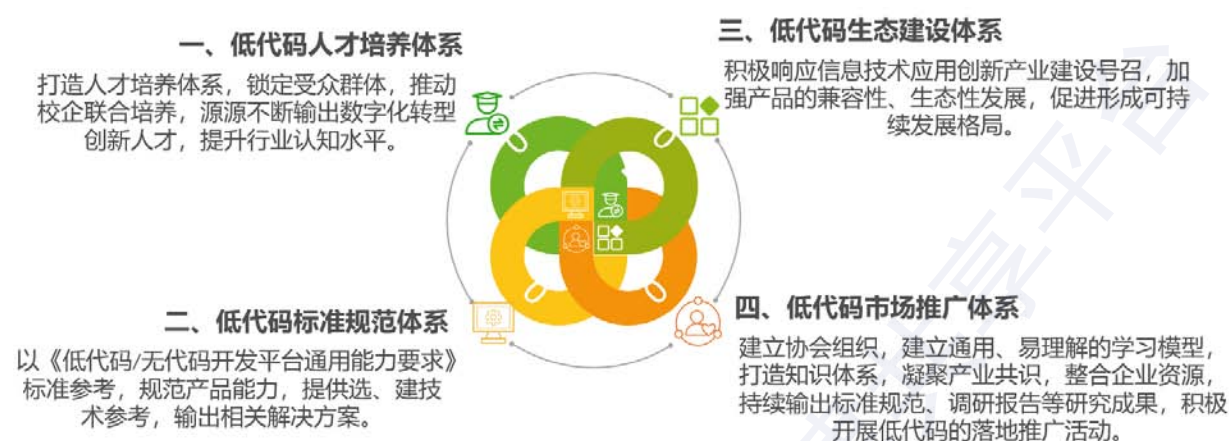 一、低代码人才培养体系
打造人才培养体系，锁定受众群体，推动
校企联合培养，源源不断输出数字化转型
创新人才，提升行业认知水平。
二、低代码标准规范体系
以《低代码/无代码开发平台通用能力要求》
标准参考，规范产品能力，提供选、建技
术参考，输出相关解决方案。
三、低代码生态建设体系
积极响应信息技术应用创新产业建设号召，加
强产品的兼容性、生态性发展，促进形成可持
续发展格局。
四、低代码市场推广体系
建立协会组织，建立通用、易理解的学习模型，
打造知识体系，凝聚产业共识，整合企业资源，
持续输出标准规范、调研报告等研究成果，积极
开展低代码的落地推广活动。
享平台